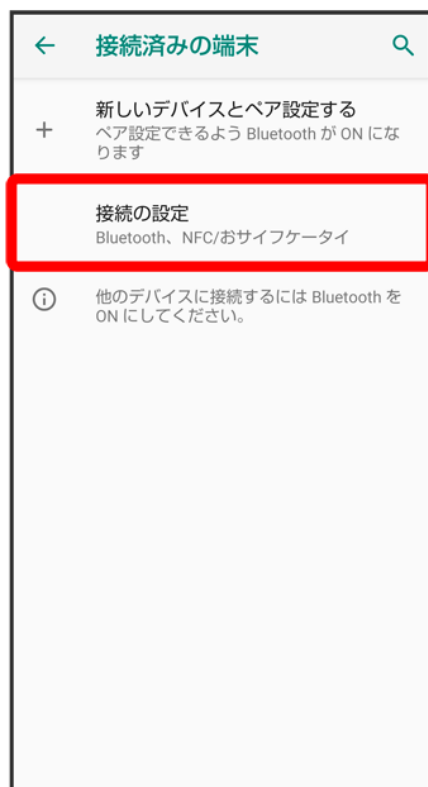 接続済みの端末
新しいデバイスとペア設定する
ペア設定できるよう Bluetooth が ON にな
ります
接続の設定
Bluetooth、NFC/おサイフケータイ
他のデバイスに接続するには Bluetooth を
ON にしてください。